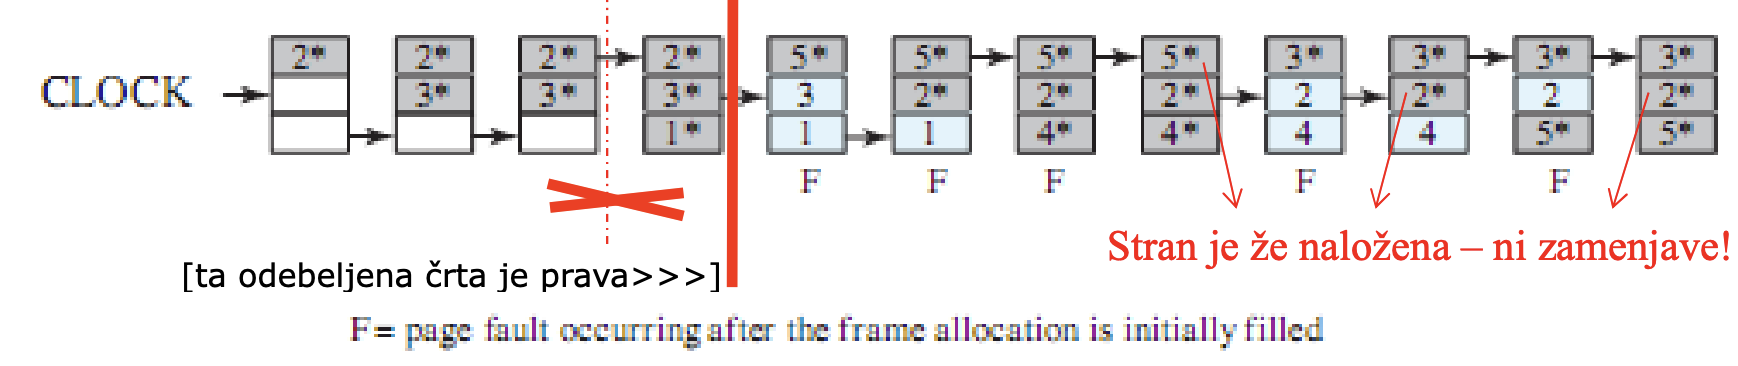 2* 2* 2* 2* 5* 5* 5* 5* 3* 3* 3* 3*
CLOCK 3* 3* 3* 3 2* 2* 2* 2 2* 2 2*
1* 1 1 4* 4* 4 4 5* 5*
F F F F F
Stran je že naložena – ni zamenjave!
[ta odebeljena črta je prava>>>]
F= page fault occurring after the frame allocation is initially filled